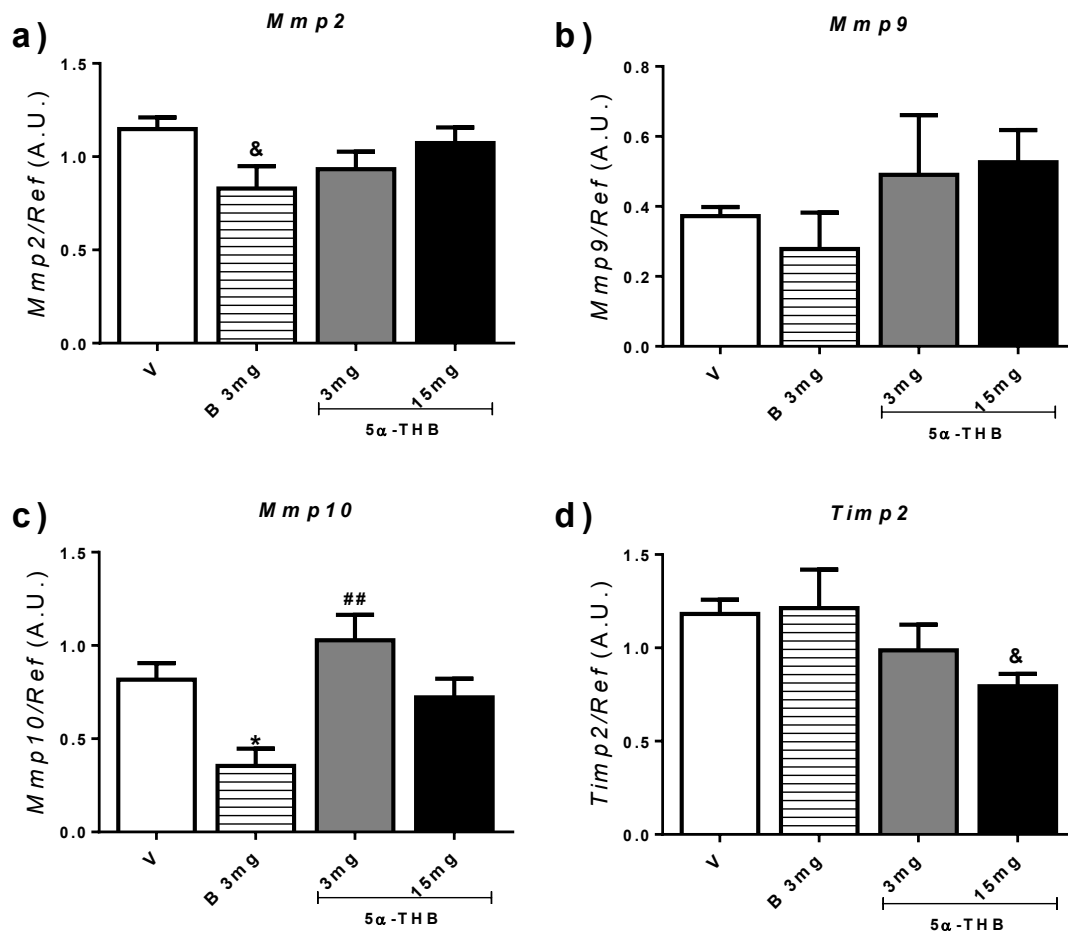 a)
Mmp2
Mmp2/Ref (A.U.)
1.5
1.0
0.5
0.0
&
V
B 3mg
3mg
15mg
5α-THB
b)
Mmp9
Mmp9/Ref (A.U.)
0.8
0.6
0.4
0.2
0.0
V
B 3mg
3mg
15mg
5α-THB
c)
Mmp10
Mmp10/Ref (A.U.)
1.5
1.0
0.5
0.0
*
##
V
B 3mg
3mg
15mg
5α-THB
d)
Timp2
Timp2/Ref (A.U.)
1.5
1.0
0.5
0.0
&
V
B 3mg
3mg
15mg
5α-THB